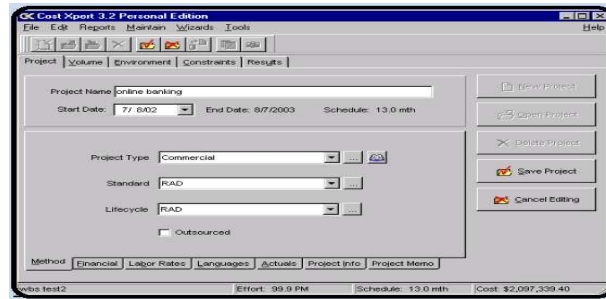 Cost Xpert 3.2 Personal Edition
File Edit Reports Maintain Wizards Tools Help
Project Volume Environment Constraints Results
Project Name online banking
Start Date: 7/ 8/02 End Date: 8/7/2003 Schedule: 13.0 mth
Project Type Commercial ...
Standard RAD ...
Lifecycle RAD ...
Outsourced
New Project
Open Project
Delete Project
Save Project
Cancel Editing
Method Financial Labor Rates Languages Actuals Project Info Project Memo
wbs test2 Effort: 99.9 PM Schedule: 13.0 mth Cost: $2,097,339.40